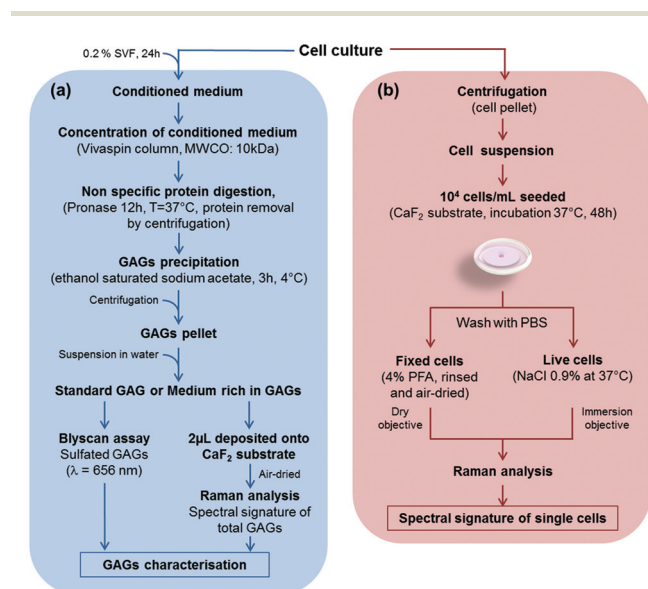 Cell culture
0.2 % SVF, 24h
(a)
Conditioned medium
Concentration of conditioned medium
(Vivaspin column, MWCO: 10kDa)
Non specific protein digestion,
(Pronase 12h, T=37°C, protein removal
by centrifugation)
GAGs precipitation
(ethanol saturated sodium acetate, 3h, 4°C)
Centrifugation
GAGs pellet
Suspension in water
Standard GAG or Medium rich in GAGs
Blyscan assay
Sulfated GAGs
(λ = 656 nm)
2µL deposited onto
CaF₂ substrate
Air-dried
Raman analysis
Spectral signature of
total GAGs
GAGs characterisation
(b)
Centrifugation
(cell pellet)
Cell suspension
10⁴ cells/mL seeded
(CaF₂ substrate, incubation 37°C, 48h)
Wash with PBS
Fixed cells
(4% PFA, rinsed
and air-dried)
Live cells
(NaCl 0.9% at 37°C)
Dry
objective
Immersion
objective
Raman analysis
Spectral signature of single cells